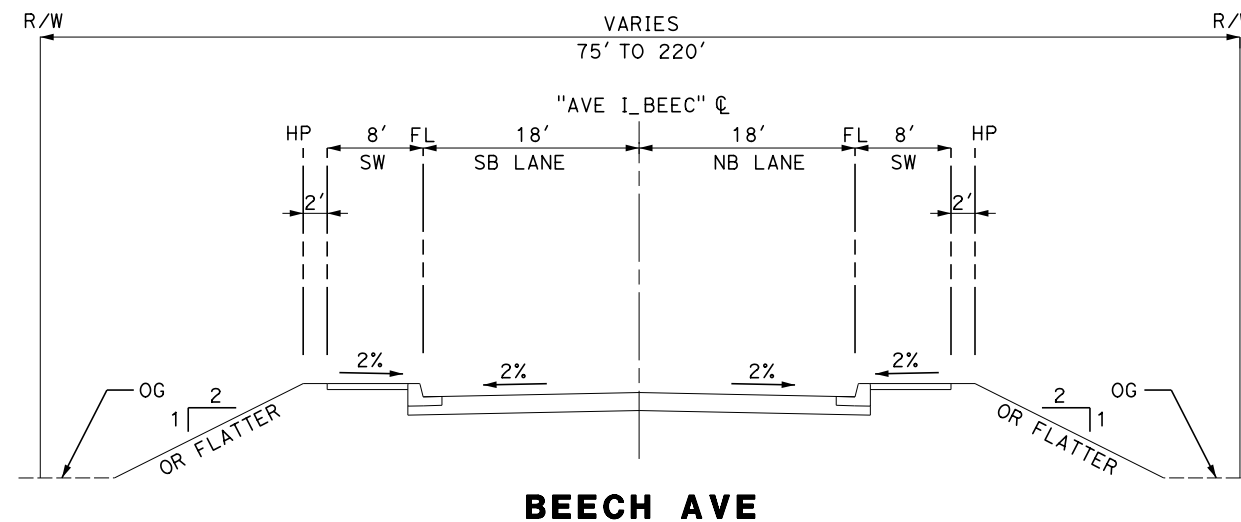 R/W VARIES R/W
75' TO 220'
"AVE I_BEEC" ℄
HP 8' FL 18' 18' FL 8' HP
SW SB LANE NB LANE SW
2' 2'
2% 2% 2% 2%
OG 2 1 OR FLATTER 2 1 OR FLATTER OG
BEECH AVE